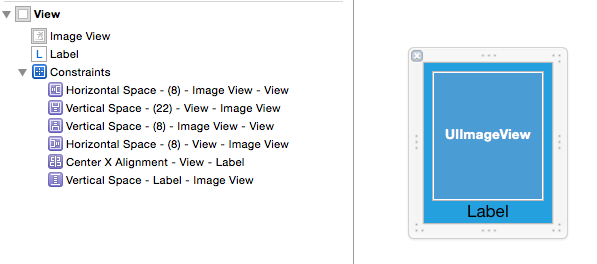 View
Image View
L Label
Constraints
Horizontal Space - (8) - Image View - View
Vertical Space - (22) - View - Image View
Vertical Space - (8) - Image View - View
Horizontal Space - (8) - View - Image View
Center X Alignment - View - Label
Vertical Space - Label - Image View
UIImageView
Label